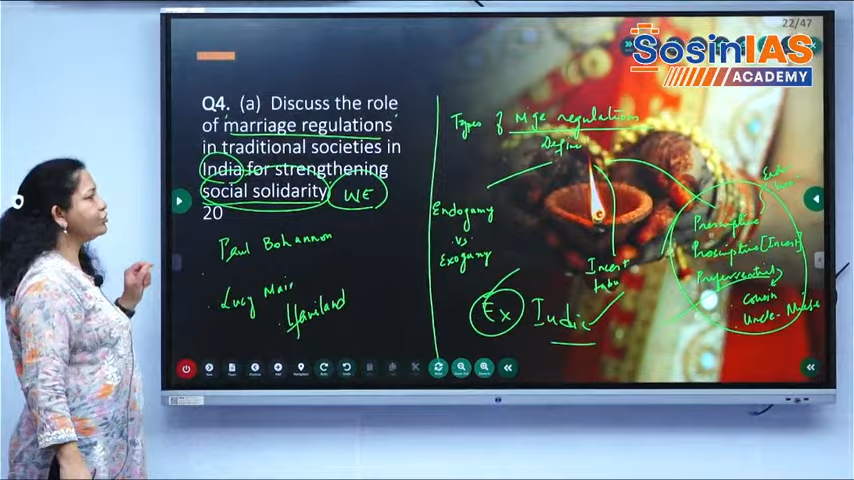 22/47
SosinIAS
ACADEMY
Q4. (a) Discuss the role
of 'marriage regulations'
in traditional societies in
India for strengthening
social solidarity
WE
20
Paul Bohannon
Lucy Mair
Haviland
Types of Mge regulations
Define
Endogamy
vs
Exogamy
Incest
tabu
Prescriptive
Proscriptive [Incest]
Preferential
Cousin
Uncle-Niece
Ex India